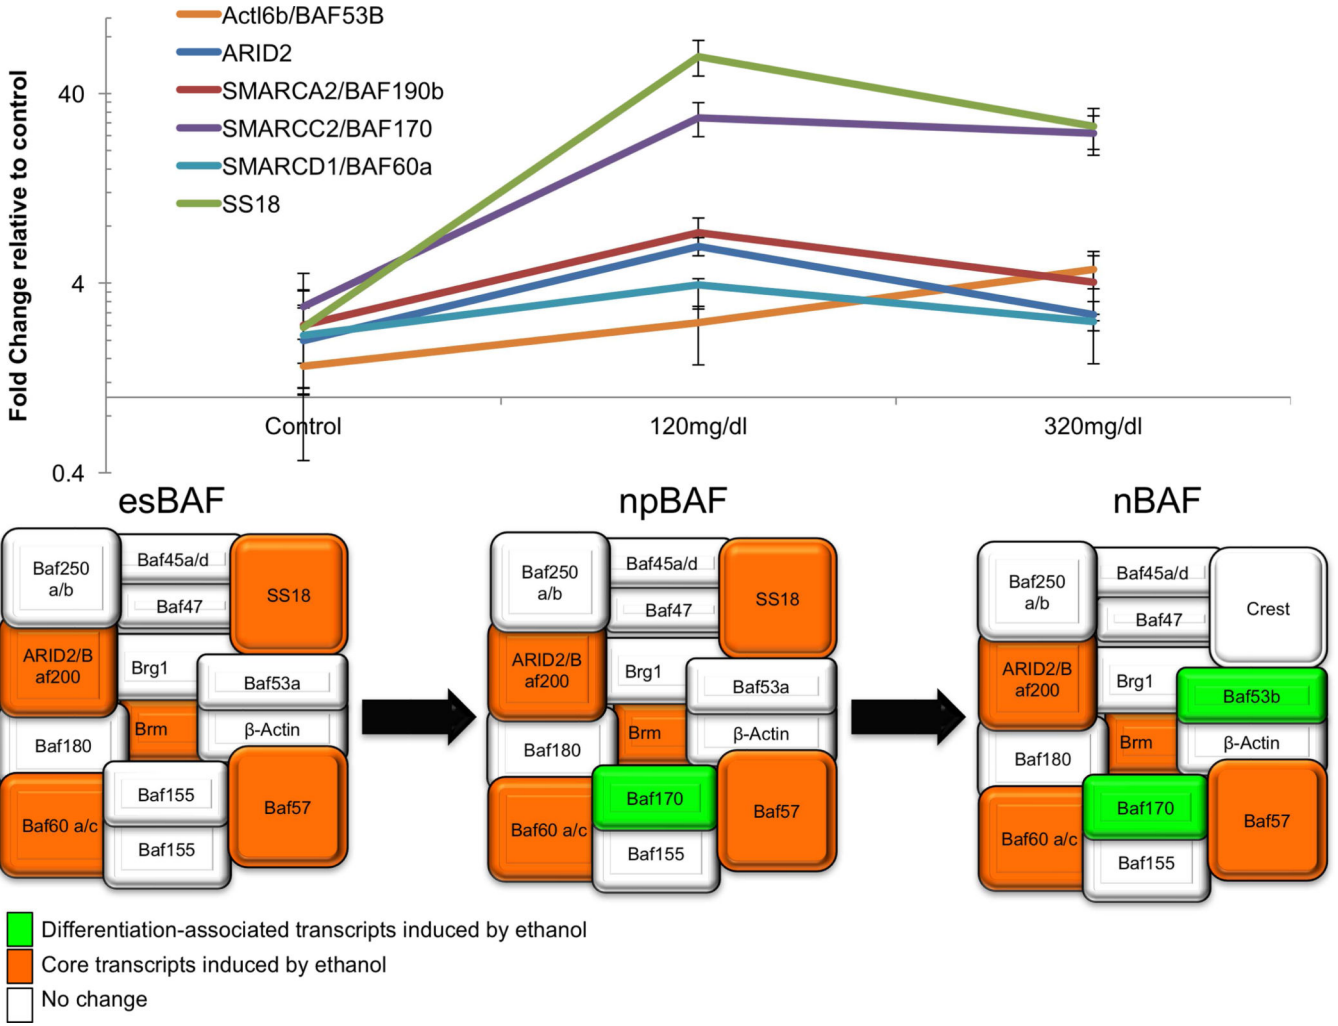 Fold Change relative to control
40
4
0.4
Actl6b/BAF53B
ARID2
SMARCA2/BAF190b
SMARCC2/BAF170
SMARCD1/BAF60a
SS18
Control
120mg/dl
320mg/dl
esBAF
Baf250
a/b
Baf45a/d
Baf47
SS18
ARID2/B
af200
Brg1
Baf53a
Brm
β-Actin
Baf180
Baf155
Baf57
Baf60 a/c
Baf155
npBAF
Baf250
a/b
Baf45a/d
Baf47
SS18
ARID2/B
af200
Brg1
Baf53a
Brm
β-Actin
Baf180
Baf170
Baf57
Baf60 a/c
Baf155
nBAF
Baf250
a/b
Baf45a/d
Baf47
Crest
ARID2/B
af200
Brg1
Baf53b
Brm
β-Actin
Baf180
Baf170
Baf57
Baf60 a/c
Baf155
Differentiation-associated transcripts induced by ethanol
Core transcripts induced by ethanol
No change